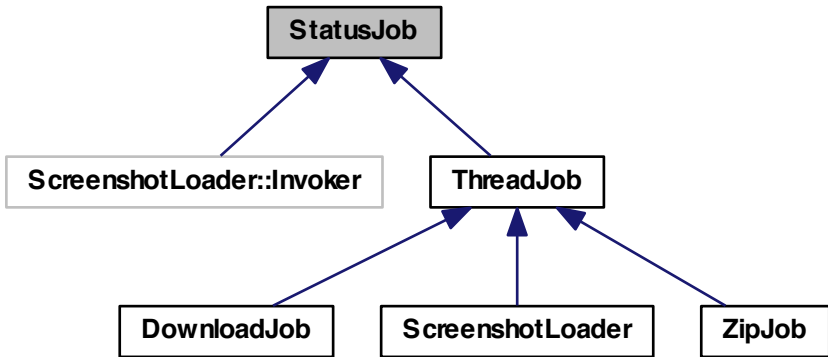 StatusJob
ScreenshotLoader::Invoker
ThreadJob
DownloadJob
ScreenshotLoader
ZipJob